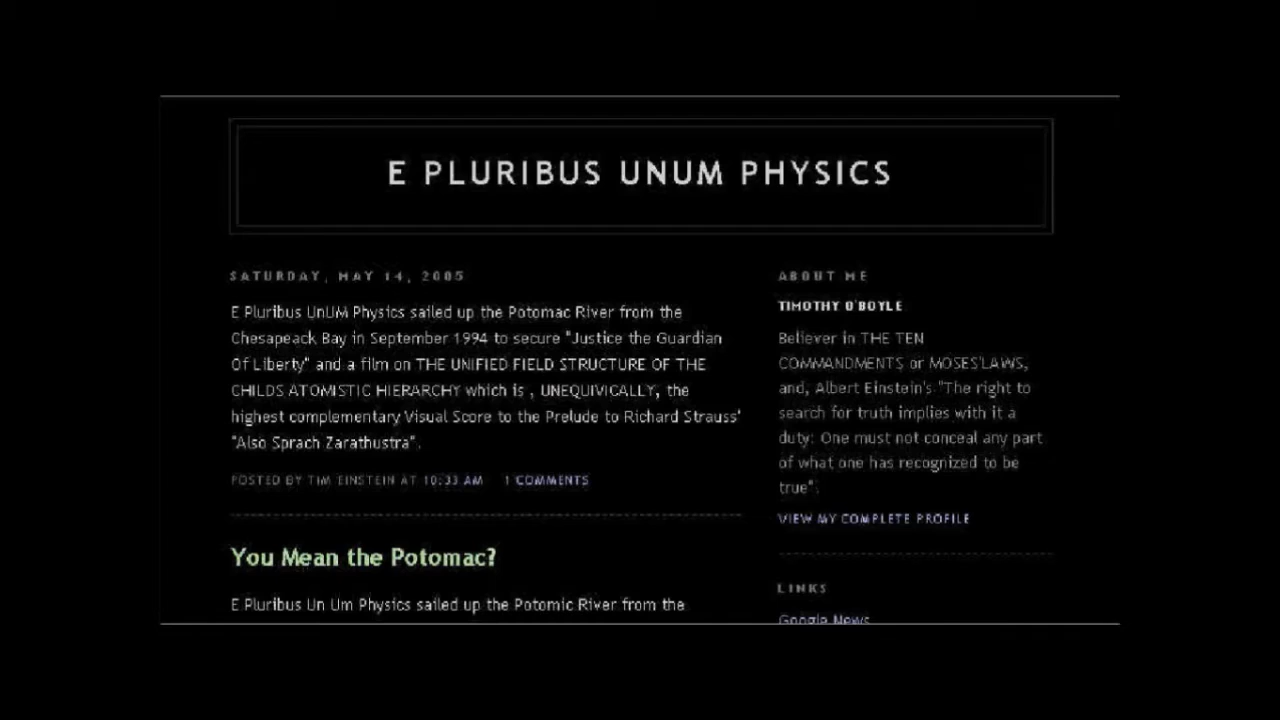 E PLURIBUS UNUM PHYSICS
SATURDAY, MAY 14, 2005
E Pluribus UnUM Physics sailed up the Potomac River from the
Chesapeack Bay in September 1994 to secure "Justice the Guardian
Of Liberty" and a film on THE UNIFIED FIELD STRUCTURE OF THE
CHILDS ATOMISTIC HIERARCHY which is , UNEQUIVICALLY, the
highest complementary Visual Score to the Prelude to Richard Strauss'
"Also Sprach Zarathustra".
POSTED BY TIM EINSTEIN AT 10:33 AM 1 COMMENTS
You Mean the Potomac?
E Pluribus Un Um Physics sailed up the Potomic River from the
ABOUT ME
TIMOTHY O'BOYLE
Believer in THE TEN
COMMANDMENTS or MOSES'LAWS,
and, Albert Einstein's "The right to
search for truth implies with it a
duty: One must not conceal any part
of what one has recognized to be
true".
VIEW MY COMPLETE PROFILE
LINKS
Google News